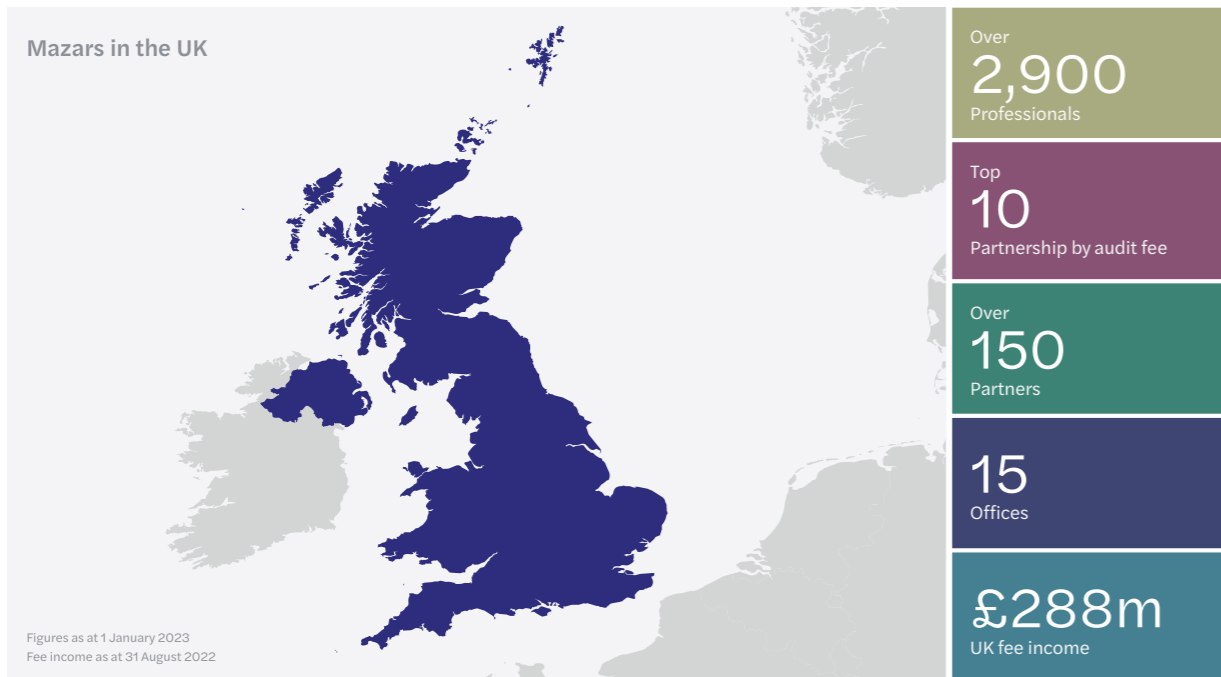 Mazars in the UK
Over
2,900
Professionals
Top
10
Partnership by audit fee
Over
150
Partners
15
Offices
£288m
UK fee income
Figures as at 1 January 2023
Fee income as at 31 August 2022